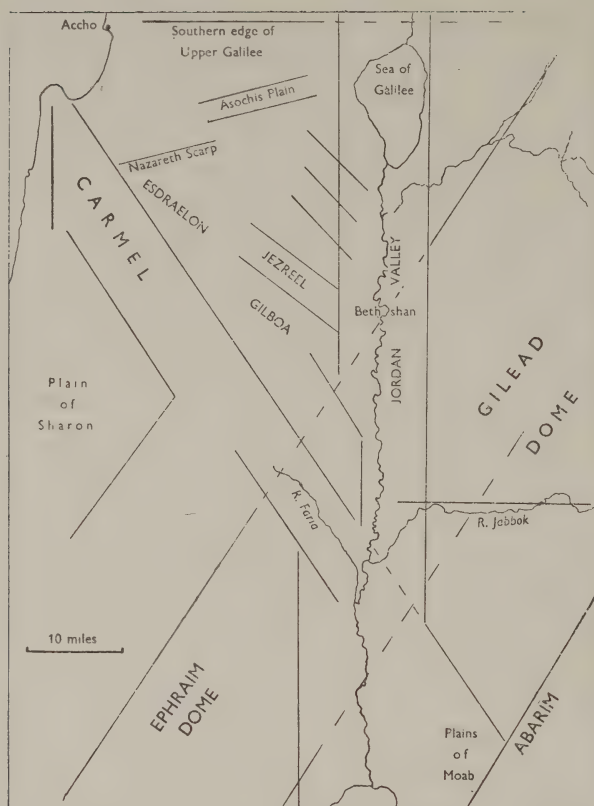 Accho
Southern edge of
Upper Galilee
Sea of
Galilee
Asochis Plain
Nazareth Scarp
CARMEL
ESDRAELON
JEZREEL
GILBOA
VALLEY
Beth shan
JORDAN
GILEAD
DOME
Plain
of
Sharon
R. Faria
R. Jabbok
10 miles
EPHRAIM
DOME
Plains
of
Moab
ABARIM